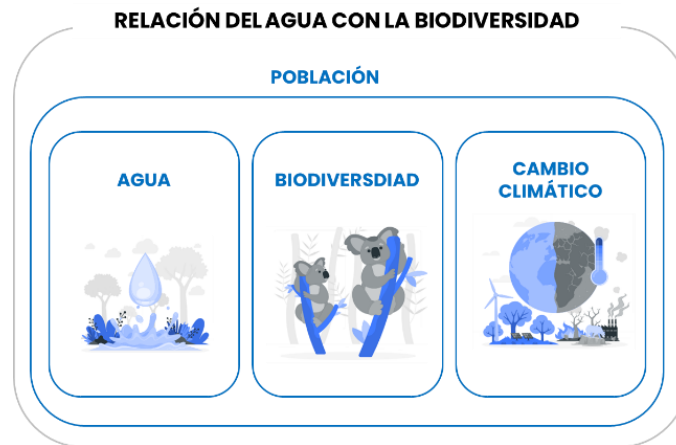 RELACIÓN DEL AGUA CON LA BIODIVERSIDAD
POBLACIÓN
AGUA
BIODIVERSDIAD
CAMBIO
CLIMÁTICO